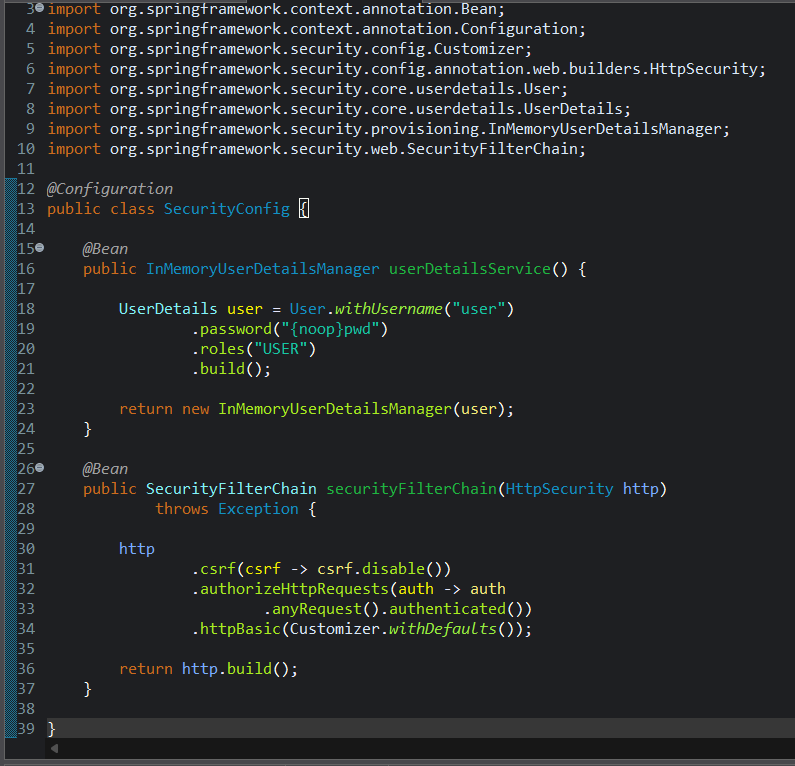 3 import org.springframework.context.annotation.Bean;
4 import org.springframework.context.annotation.Configuration;
5 import org.springframework.security.config.Customizer;
6 import org.springframework.security.config.annotation.web.builders.HttpSecurity;
7 import org.springframework.security.core.userdetails.User;
8 import org.springframework.security.core.userdetails.UserDetails;
9 import org.springframework.security.provisioning.InMemoryUserDetailsManager;
10 import org.springframework.security.web.SecurityFilterChain;
11
12 @Configuration
13 public class SecurityConfig {
14
15     @Bean
16     public InMemoryUserDetailsManager userDetailsService() {
17
18         UserDetails user = User.withUsername("user")
19                 .password("{noop}pwd")
20                 .roles("USER")
21                 .build();
22
23         return new InMemoryUserDetailsManager(user);
24     }
25
26     @Bean
27     public SecurityFilterChain securityFilterChain(HttpSecurity http)
28             throws Exception {
29
30         http
31                 .csrf(csrf -> csrf.disable())
32                 .authorizeHttpRequests(auth -> auth
33                         .anyRequest().authenticated())
34                 .httpBasic(Customizer.withDefaults());
35
36         return http.build();
37     }
38
39 }